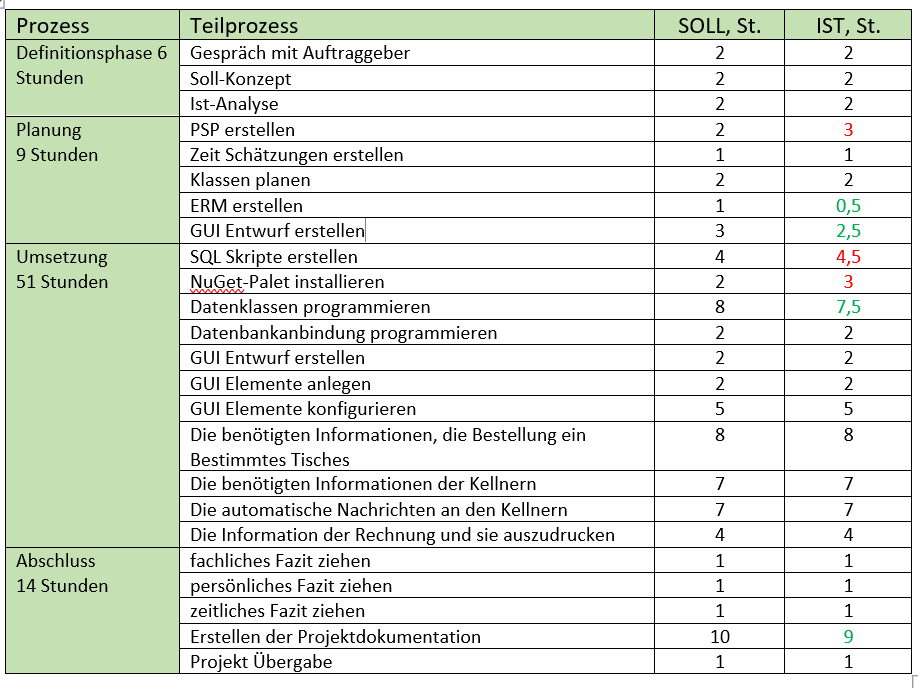 Prozess Teilprozess SOLL, St. IST, St.
Definitionsphase 6 Gespräch mit Auftraggeber 2 2
Stunden Soll-Konzept 2 2
Ist-Analyse 2 2
Planung PSP erstellen 2 3
9 Stunden Zeit Schätzungen erstellen 1 1
Klassen planen 2 2
ERM erstellen 1 0,5
GUI Entwurf erstellen 3 2,5
Umsetzung SQL Skripte erstellen 4 4,5
51 Stunden NuGet-Palet installieren 2 3
Datenklassen programmieren 8 7,5
Datenbankanbindung programmieren 2 2
GUI Entwurf erstellen 2 2
GUI Elemente anlegen 2 2
GUI Elemente konfigurieren 5 5
Die benötigten Informationen, die Bestellung ein 8 8
Bestimmtes Tisches
Die benötigten Informationen der Kellnern 7 7
Die automatische Nachrichten an den Kellnern 7 7
Die Information der Rechnung und sie auszudrucken 4 4
Abschluss fachliches Fazit ziehen 1 1
14 Stunden persönliches Fazit ziehen 1 1
zeitliches Fazit ziehen 1 1
Erstellen der Projektdokumentation 10 9
Projekt Übergabe 1 1